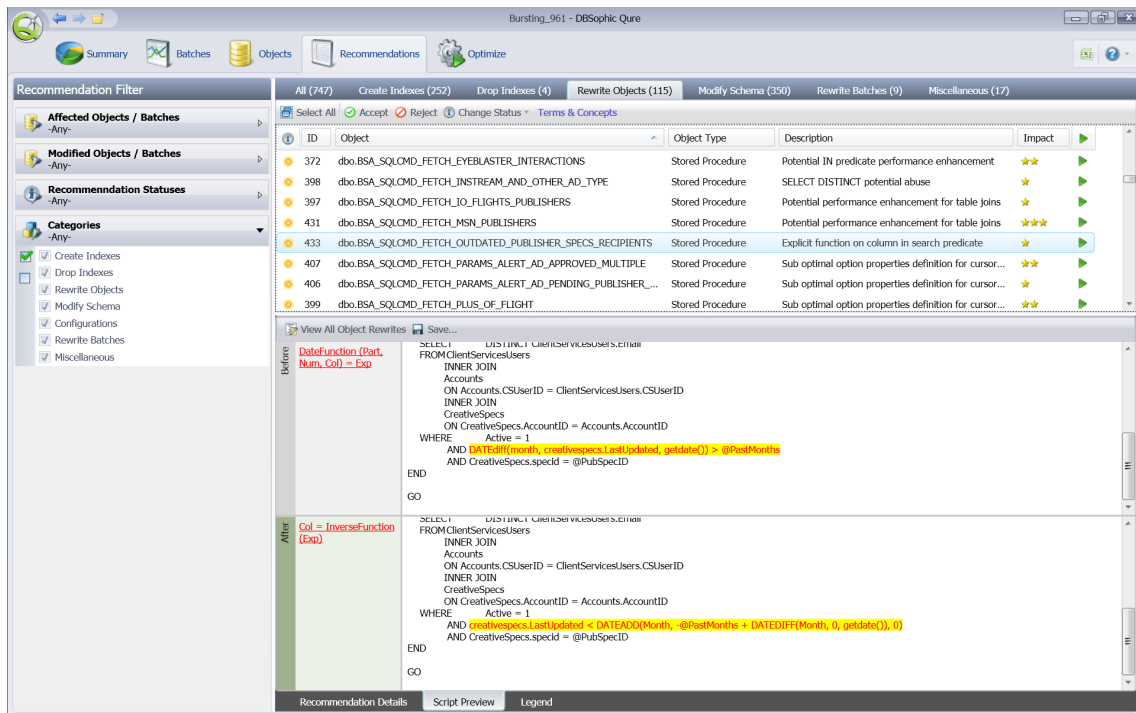 Bursting_961 - DBSophic Qure
Summary
Batches
Objects
Recommendations
Optimize
Recommendation Filter
Affected Objects / Batches
-Any-
Modified Objects / Batches
-Any-
Recommenndation Statuses
-Any-
Categories
-Any-
Create Indexes
Drop Indexes
Rewrite Objects
Modify Schema
Configurations
Rewrite Batches
Miscellaneous
All (747) Create Indexes (252) Drop Indexes (4) Rewrite Objects (115) Modify Schema (350) Rewrite Batches (9) Miscellaneous (17)
Select All Accept Reject Change Status Terms & Concepts
ID Object Object Type Description Impact
372 dbo.BSA_SQLCMD_FETCH_EYEBLASTER_INTERACTIONS Stored Procedure Potential IN predicate performance enhancement
398 dbo.BSA_SQLCMD_FETCH_INSTREAM_AND_OTHER_AD_TYPE Stored Procedure SELECT DISTINCT potential abuse
397 dbo.BSA_SQLCMD_FETCH_IO_FLIGHTS_PUBLISHERS Stored Procedure Potential performance enhancement for table joins
431 dbo.BSA_SQLCMD_FETCH_MSN_PUBLISHERS Stored Procedure Potential performance enhancement for table joins
433 dbo.BSA_SQLCMD_FETCH_OUTDATED_PUBLISHER_SPECS_RECIPIENTS Stored Procedure Explicit function on column in search predicate
407 dbo.BSA_SQLCMD_FETCH_PARAMS_ALERT_AD_APPROVED_MULTIPLE Stored Procedure Sub optimal option properties definition for cursor...
406 dbo.BSA_SQLCMD_FETCH_PARAMS_ALERT_AD_PENDING_PUBLISHER_... Stored Procedure Sub optimal option properties definition for cursor...
399 dbo.BSA_SQLCMD_FETCH_PLUS_OF_FLIGHT Stored Procedure Sub optimal option properties definition for cursor...
View All Object Rewrites Save...
Before
DateFunction (Part,
Num, Col) = Exp
SELECT DISTINCT ClientServicesUsers.Email
FROM ClientServicesUsers
INNER JOIN
Accounts
ON Accounts.CSUserID = ClientServicesUsers.CSUserID
INNER JOIN
CreativeSpecs
ON CreativeSpecs.AccountID = Accounts.AccountID
WHERE Active = 1
AND DATEdiff(month, creativespecs.LastUpdated, getdate()) > @PastMonths
AND CreativeSpecs.specid = @PubSpecID
END
GO
After
Col = InverseFunction
(Exp)
SELECT DISTINCT ClientServicesUsers.Email
FROM ClientServicesUsers
INNER JOIN
Accounts
ON Accounts.CSUserID = ClientServicesUsers.CSUserID
INNER JOIN
CreativeSpecs
ON CreativeSpecs.AccountID = Accounts.AccountID
WHERE Active = 1
AND creativespecs.LastUpdated < DATEADD(Month, -@PastMonths + DATEDIFF(Month, 0, getdate()), 0)
AND CreativeSpecs.specid = @PubSpecID
END
GO
Recommendation Details Script Preview Legend